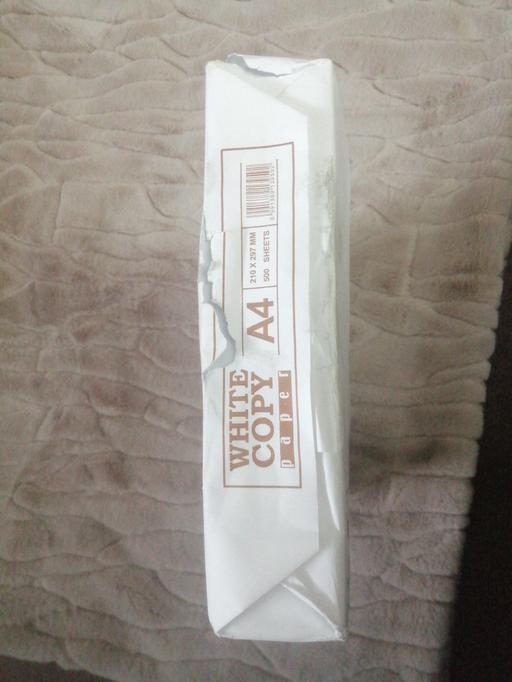 WHITE
COPY
paper
A4
210 X 297 MM
500 SHEETS